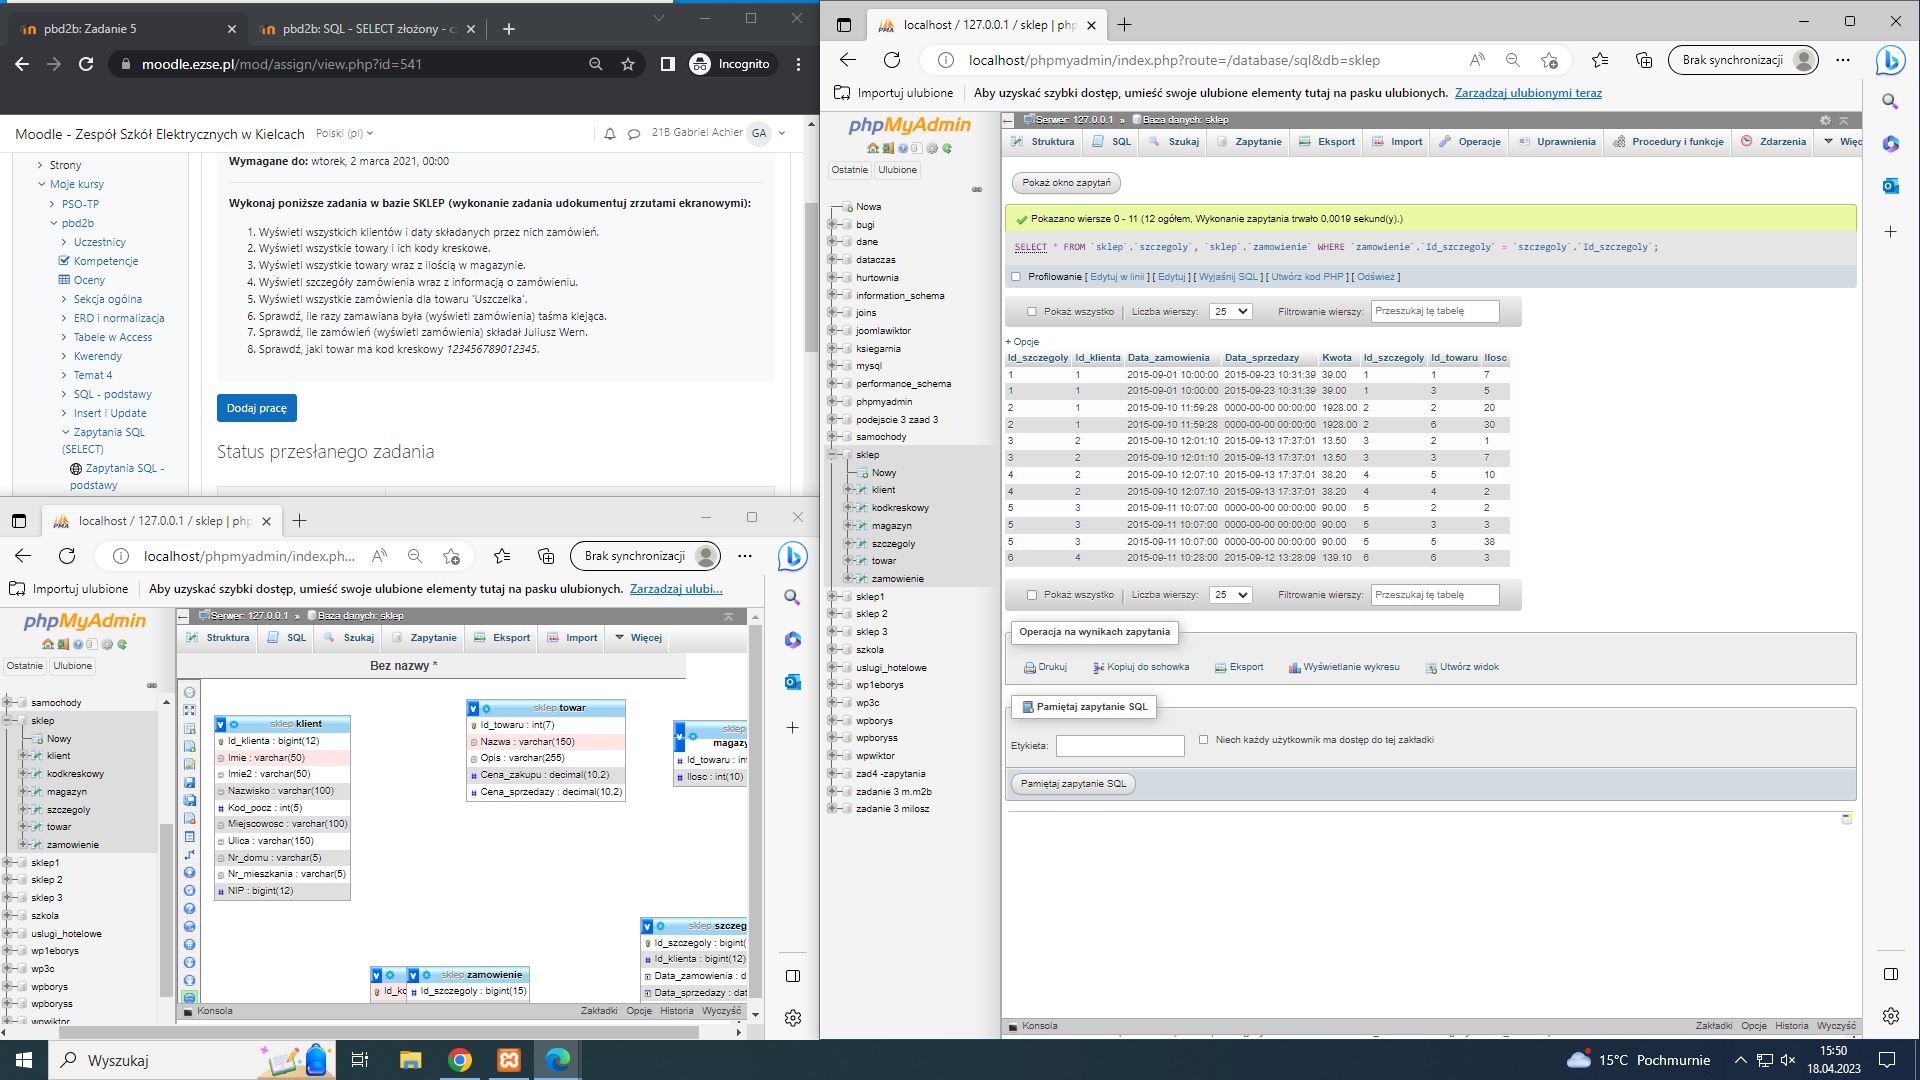 pbd2b: Zadanie 5
pbd2b: SQL - SELECT złożony - cz
moodle.ezse.pl/mod/assign/view.php?id=541
Incognito
Moodle - Zespół Szkół Elektrycznych w Kielcach
Polski (pl)
21B Gabriel Achler GA
Strony
Moje kursy
PSO-TP
pbd2b
Uczestnicy
Kompetencje
Oceny
Sekcja ogólna
ERD i normalizacja
Tabele w Access
Kwerendy
Temat 4
SQL - podstawy
Insert i Update
Zapytania SQL
(SELECT)
Zapytania SQL -
podstawy
Wymagane do: wtorek, 2 marca 2021, 00:00
Wykonaj poniższe zadania w bazie SKLEP (wykonanie zadania udokumentuj zrzutami ekranowymi):
1. Wyświetl wszystkich klientów i daty składanych przez nich zamówień.
2. Wyświetl wszystkie towary i ich kody kreskowe.
3. Wyświetl wszystkie towary wraz z ilością w magazynie.
4. Wyświetl szczegóły zamówienia wraz z informacją o zamówieniu.
5. Wyświetl wszystkie zamówienia dla towaru 'Uszczelka'.
6. Sprawdź, ile razy zamawiana była (wyświetl zamówienia) taśma klejąca.
7. Sprawdź, ile zamówień (wyświetl zamówienia) składał Juliusz Wern.
8. Sprawdź, jaki towar ma kod kreskowy 123456789012345.
Dodaj pracę
Status przesłanego zadania
localhost / 127.0.0.1 / sklep | php
localhost/phpmyadmin/index.ph...
Brak synchronizacji
Importuj ulubione
Aby uzyskać szybki dostęp, umieść swoje ulubione elementy tutaj na pasku ulubionych. Zarządzaj ulubi...
phpMyAdmin
Ostatnie Ulubione
samochody
sklep
Nowy
klient
kodkreskowy
magazyn
szczegoly
towar
zamowienie
sklep1
sklep 2
sklep 3
szkola
uslugi_hotelowe
wp1eborys
wp3c
wpborys
wpboryss
wpwiktor
Serwer: 127.0.0.1 » Baza danych: sklep
Struktura SQL Szukaj Zapytanie Eksport Import Więcej
Bez nazwy *
sklep klient
Id_klienta : bigint(12)
Imie : varchar(50)
Imie2 : varchar(50)
Nazwisko : varchar(100)
Kod_pocz : int(5)
Miejscowosc : varchar(100)
Ulica : varchar(150)
Nr_domu : varchar(5)
Nr_mieszkania : varchar(5)
NIP : bigint(12)
sklep towar
Id_towaru : int(7)
Nazwa : varchar(150)
Opis : varchar(255)
Cena_zakupu : decimal(10,2)
Cena_sprzedazy : decimal(10,2)
sklep
magazy
Id_towaru : int
Ilosc : int(10)
sklep szczeg
Id_szczegoly : bigint(
Id_klienta : bigint(12)
Data_zamowienia : d
Data_sprzedazy : dat
sklep zamowienie
Id_kc
Id_szczegoly : bigint(15)
Konsola
Zakładki Opcje Historia Wyczyść
localhost / 127.0.0.1 / sklep | php
localhost/phpmyadmin/index.php?route=/database/sql&db=sklep
Brak synchronizacji
Importuj ulubione
Aby uzyskać szybki dostęp, umieść swoje ulubione elementy tutaj na pasku ulubionych. Zarządzaj ulubionymi teraz
phpMyAdmin
Ostatnie Ulubione
Nowa
bugi
dane
dataczas
hurtownia
information_schema
joins
joomlawiktor
ksiegarnia
mysql
performance_schema
phpmyadmin
podejscie 3 zaad 3
samochody
sklep
Nowy
klient
kodkreskowy
magazyn
szczegoly
towar
zamowienie
sklep1
sklep 2
sklep 3
szkola
uslugi_hotelowe
wp1eborys
wp3c
wpborys
wpboryss
wpwiktor
zad4 -zapytania
zadanie 3 m.m2b
zadanie 3 milosz
Serwer: 127.0.0.1 » Baza danych: sklep
Struktura SQL Szukaj Zapytanie Eksport Import Operacje Uprawnienia Procedury i funkcje Zdarzenia Więc
Pokaż okno zapytań
Pokazano wiersze 0 - 11 (12 ogółem, Wykonanie zapytania trwało 0,0019 sekund(y).)
SELECT * FROM `sklep`.`szczegoly`, `sklep`.`zamowienie` WHERE `zamowienie`.`Id_szczegoly` = `szczegoly`.`Id_szczegoly`;
Profilowanie [ Edytuj w linii ] [ Edytuj ] [ Wyjaśnij SQL ] [ Utwórz kod PHP ] [ Odśwież ]
Pokaż wszystko | Liczba wierszy: 25 Filtrowanie wierszy: Przeszukaj tę tabelę
+ Opcje
Id_szczegoly Id_klienta Data_zamowienia Data_sprzedazy Kwota Id_szczegoly Id_towaru Ilosc
1 1 2015-09-01 10:00:00 2015-09-23 10:31:39 39.00 1 1 7
1 1 2015-09-01 10:00:00 2015-09-23 10:31:39 39.00 1 3 5
2 1 2015-09-10 11:59:28 0000-00-00 00:00:00 1928.00 2 2 20
2 1 2015-09-10 11:59:28 0000-00-00 00:00:00 1928.00 2 6 30
3 2 2015-09-10 12:01:10 2015-09-13 17:37:01 13.50 3 2 1
3 2 2015-09-10 12:01:10 2015-09-13 17:37:01 13.50 3 3 7
4 2 2015-09-10 12:07:10 2015-09-13 17:37:01 38.20 4 5 10
4 2 2015-09-10 12:07:10 2015-09-13 17:37:01 38.20 4 4 2
5 3 2015-09-11 10:07:00 0000-00-00 00:00:00 90.00 5 2 2
5 3 2015-09-11 10:07:00 0000-00-00 00:00:00 90.00 5 3 3
5 3 2015-09-11 10:07:00 0000-00-00 00:00:00 90.00 5 5 38
6 4 2015-09-11 10:28:00 2015-09-12 13:28:09 139.10 6 6 3
Pokaż wszystko | Liczba wierszy: 25 Filtrowanie wierszy: Przeszukaj tę tabelę
Operacja na wynikach zapytania
Drukuj Kopiuj do schowka Eksport Wyświetlanie wykresu Utwórz widok
Pamiętaj zapytanie SQL
Etykieta: Niech każdy użytkownik ma dostęp do tej zakładki
Pamiętaj zapytanie SQL
Konsola
Zakładki Opcje Historia Wyczyść
Wyszukaj
15°C Pochmurnie
15:50
18.04.2023